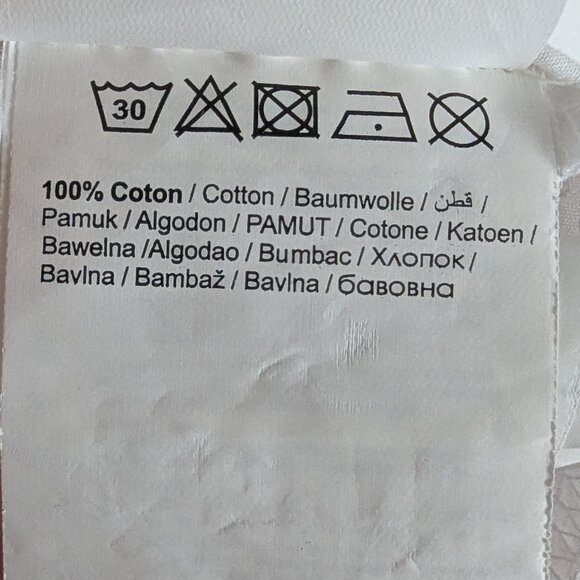 30
100% Coton / Cotton / Baumwolle / قطن /
Pamuk / Algodon / PAMUT / Cotone / Katoen /
Bawelna /Algodao / Bumbac / Хлопок /
Bavlna / Bambaž / Bavlna / бавовна